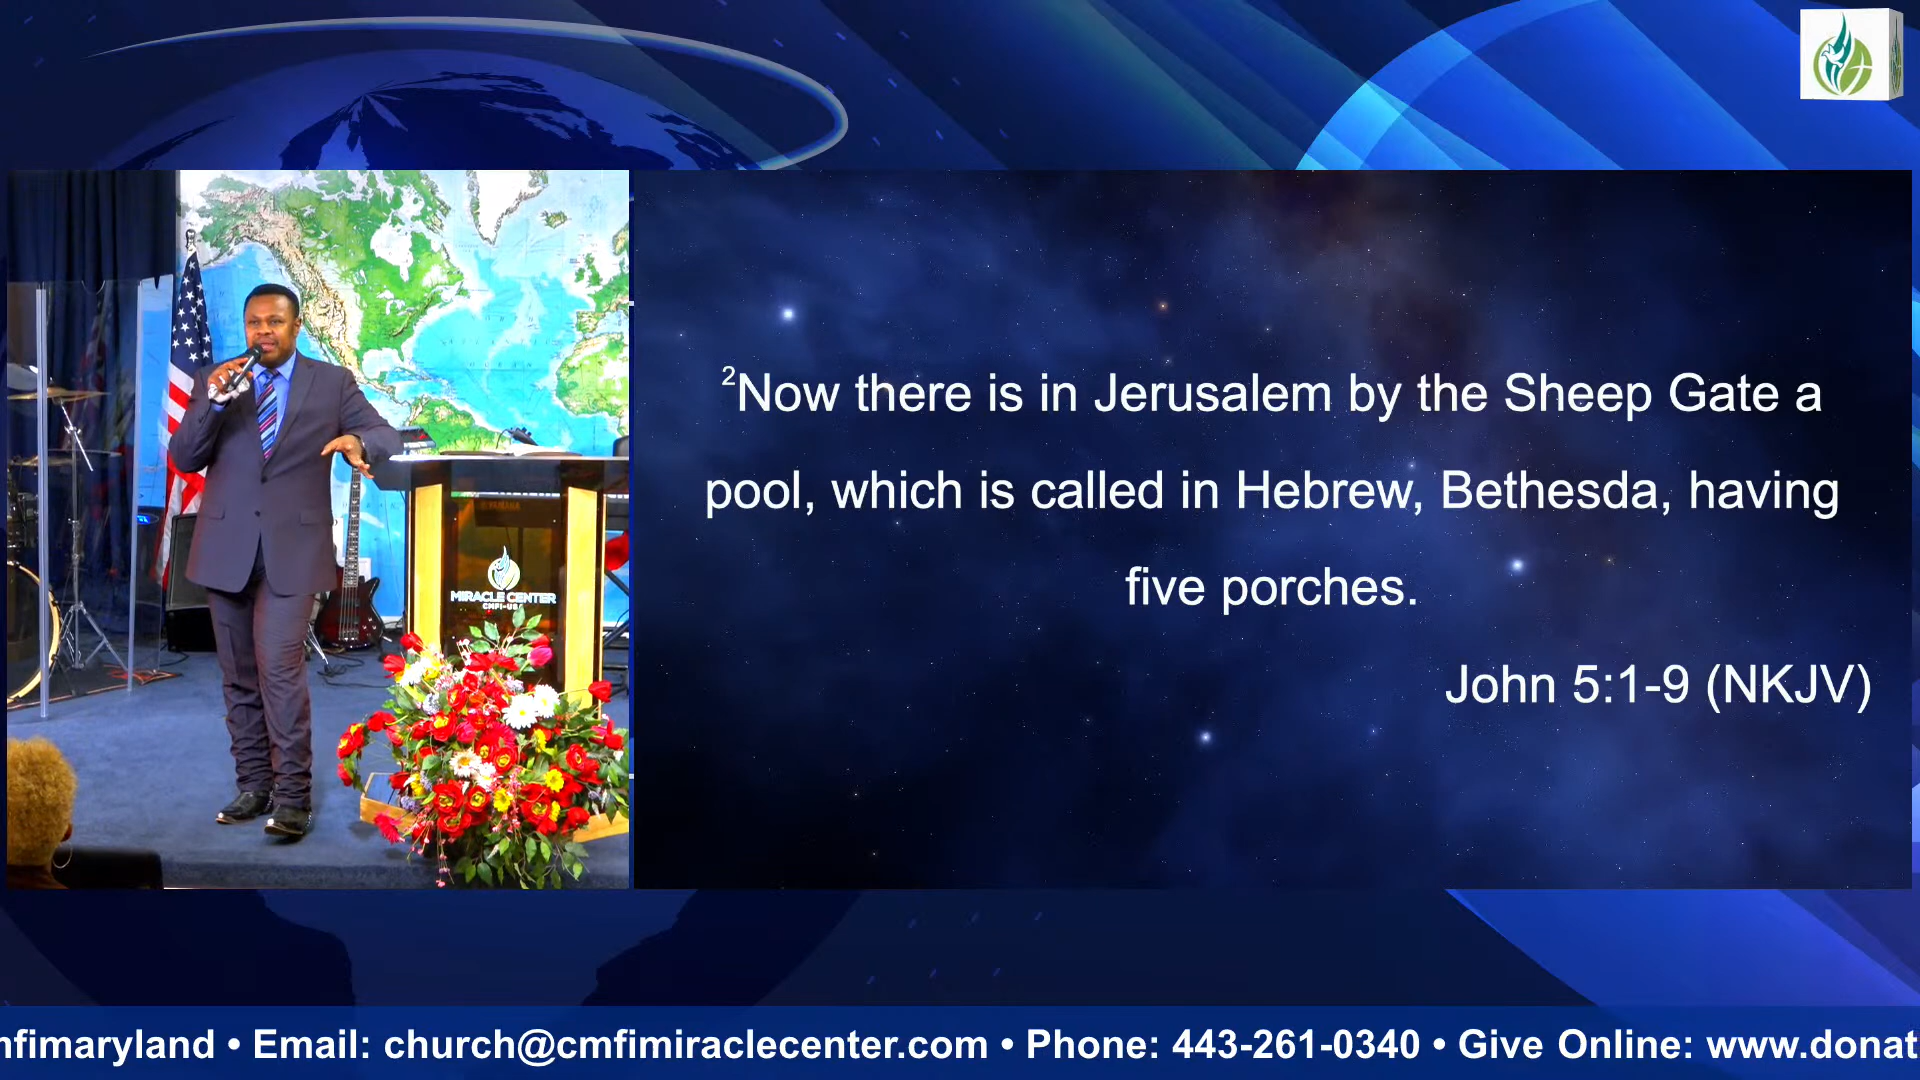 ²Now there is in Jerusalem by the Sheep Gate a
pool, which is called in Hebrew, Bethesda, having
five porches.
John 5:1-9 (NKJV)
MIRACLE CENTER
nfimaryland • Email: church@cmfimiraclecenter.com • Phone: 443-261-0340 • Give Online: www.donat